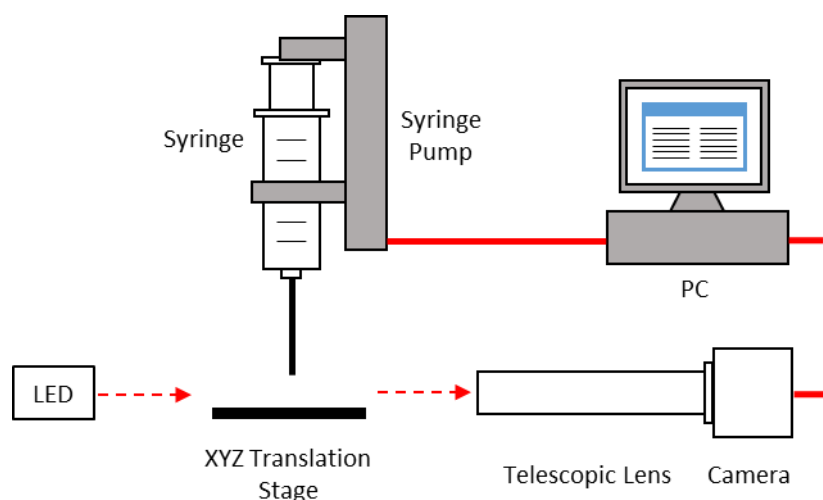 Syringe
Syringe
Pump
PC
LED
XYZ Translation
Stage
Telescopic Lens
Camera